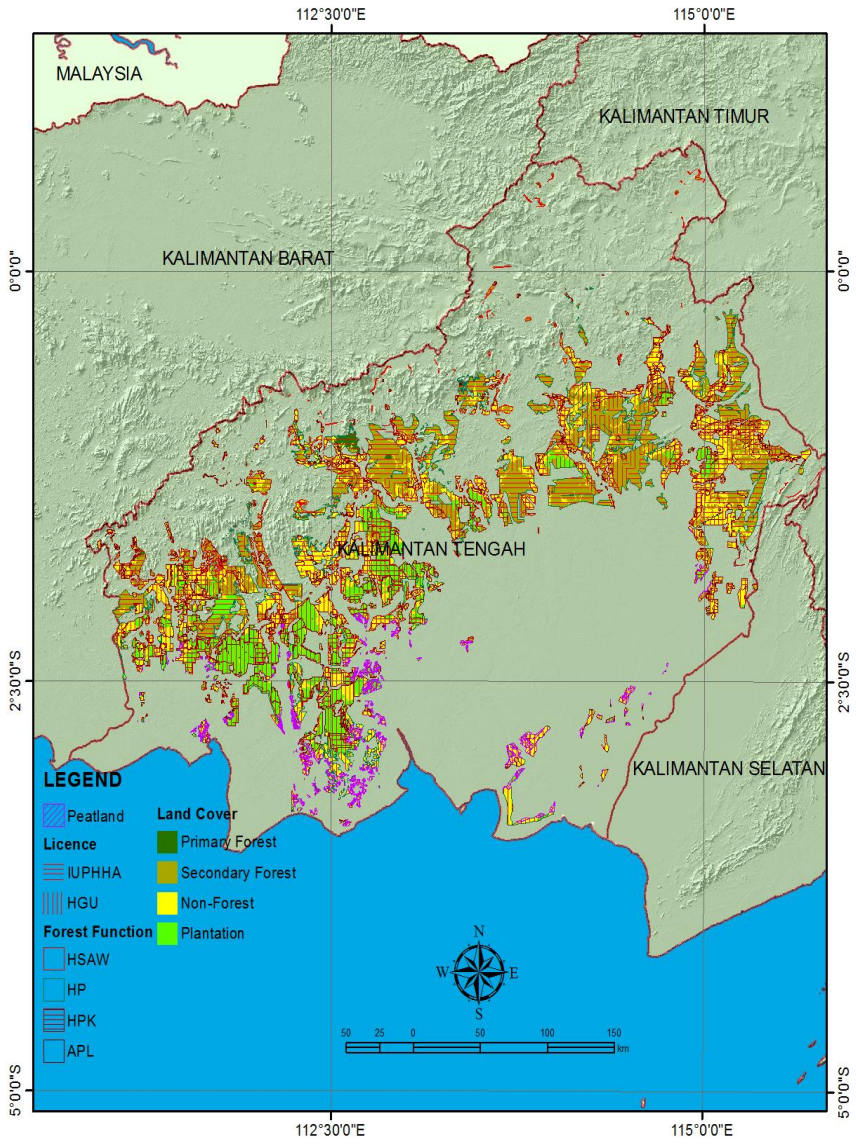 112°30'0"E 115°0'0"E
MALAYSIA
KALIMANTAN TIMUR
KALIMANTAN BARAT
0°0'0" 0°0'0"
KALIMANTAN TENGAH
2°30'0"S 2°30'0"S
KALIMANTAN SELATAN
LEGEND
Peatland
Licence
IUPHHA
HGU
Forest Function
HSAW
HP
HPK
APL
Land Cover
Primary Forest
Secondary Forest
Non-Forest
Plantation
N
W E
S
50 25 0 50 100 150
km
5°0'0"S 5°0'0"S
112°30'0"E 115°0'0"E